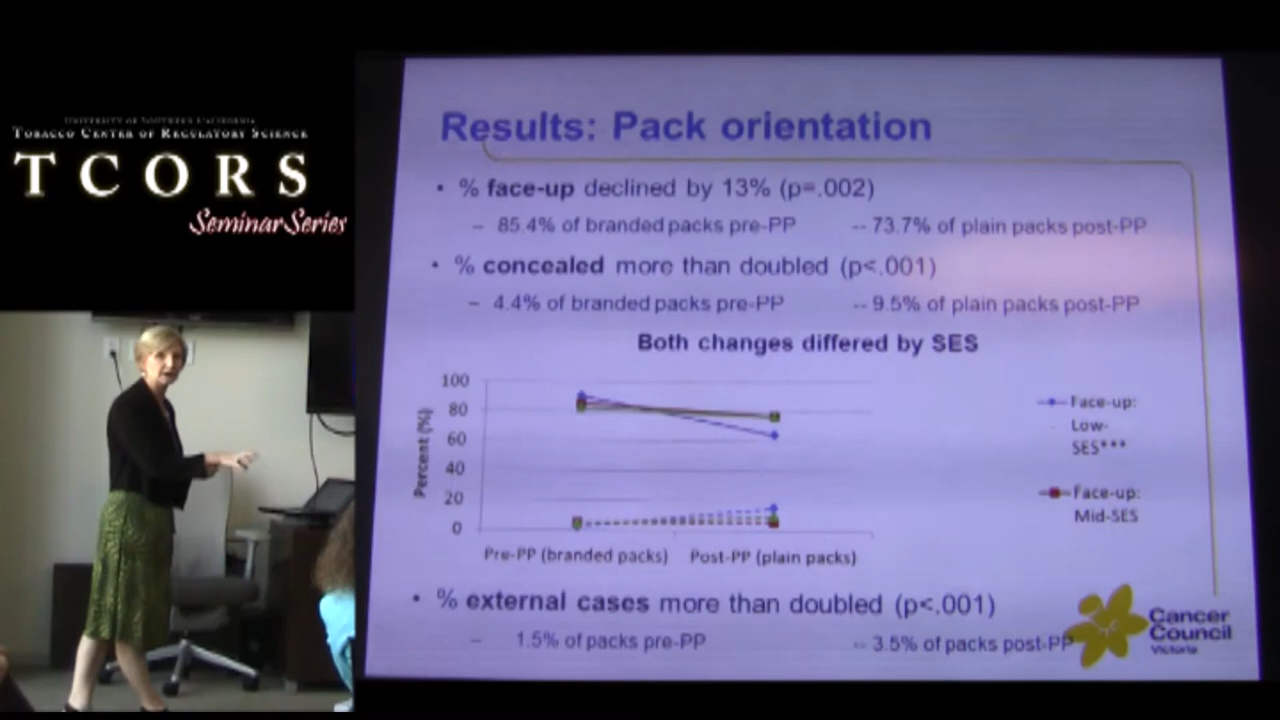 UNIVERSITY OF SOUTHERN CALIFORNIA
TOBACCO CENTER OF REGULATORY SCIENCE
TCORS
Seminar Series
Results: Pack orientation
• % face-up declined by 13% (p=.002)
– 85.4% of branded packs pre-PP -- 73.7% of plain packs post-PP
• % concealed more than doubled (p<.001)
– 4.4% of branded packs pre-PP -- 9.5% of plain packs post-PP
Both changes differed by SES
Percent (%)
100
80
60
40
20
0
Pre-PP (branded packs) Post-PP (plain packs)
Face-up:
Low-
SES***
Face-up:
Mid-SES
• % external cases more than doubled (p<.001)
– 1.5% of packs pre-PP -- 3.5% of packs post-PP
Cancer
Council
Victoria